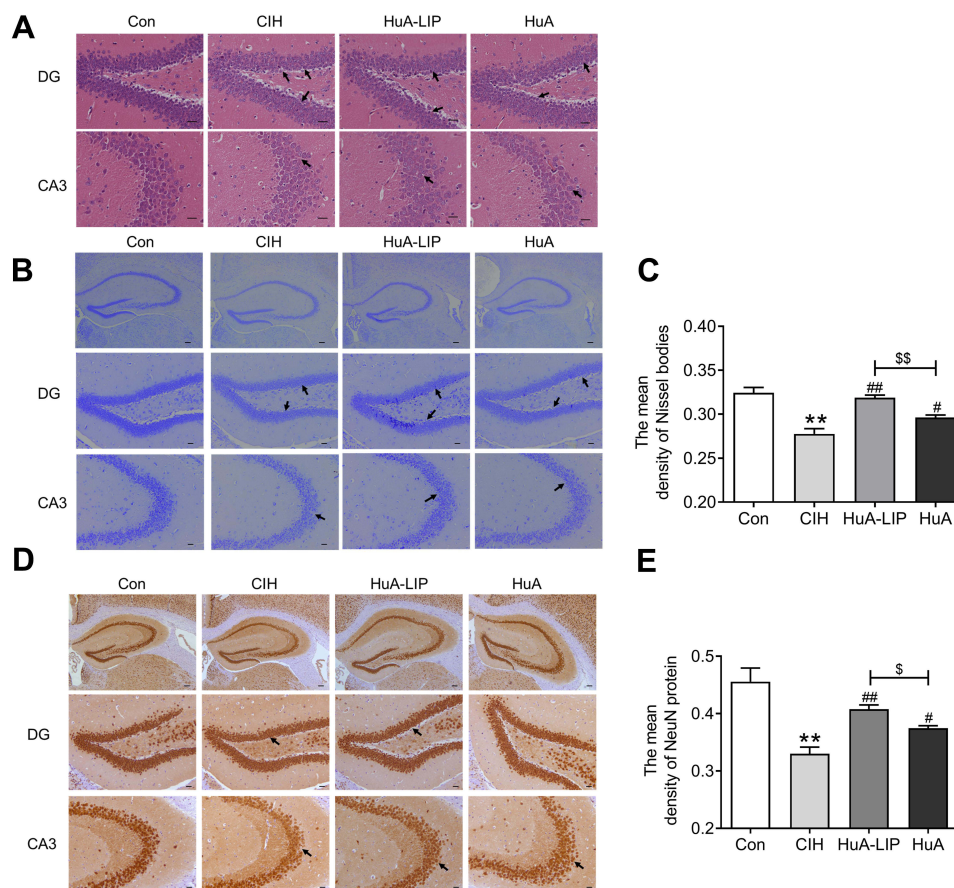 A
Con CIH HuA-LIP HuA
DG
CA3
B
Con CIH HuA-LIP HuA
DG
CA3
C
The mean
density of Nissel bodies
0.40
0.35
0.30
0.25
0.20
**
##
$$
#
Con CIH HuA-LIP HuA
D
Con CIH HuA-LIP HuA
DG
CA3
E
The mean
density of NeuN protein
0.5
0.4
0.3
0.2
**
##
$
#
Con CIH HuA-LIP HuA